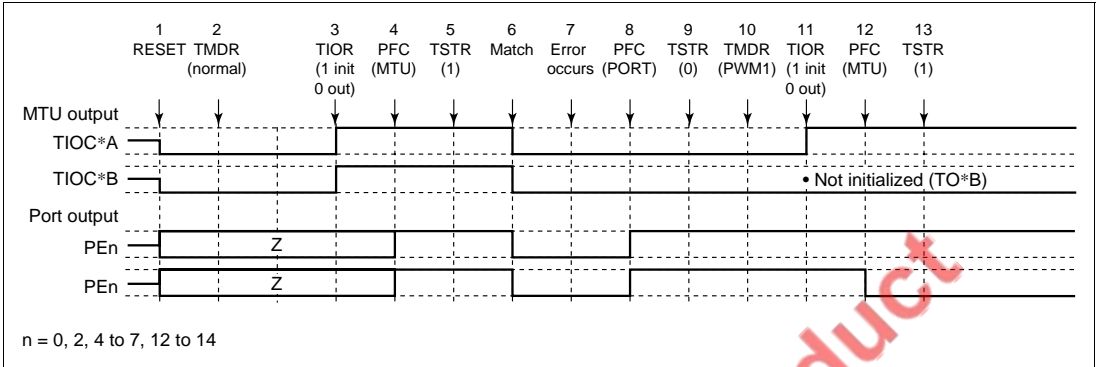 1 2 3 4 5 6 7 8 9 10 11 12 13
RESET TMDR TIOR PFC TSTR Match Error PFC TSTR TMDR TIOR PFC TSTR
(normal) (1 init (MTU) (1) occurs (PORT) (0) (PWM1) (1 init (MTU) (1)
0 out) 0 out)
MTU output
TIOC*A
TIOC*B • Not initialized (TO*B)
Port output
PEn Z
PEn Z
n = 0, 2, 4 to 7, 12 to 14
duct